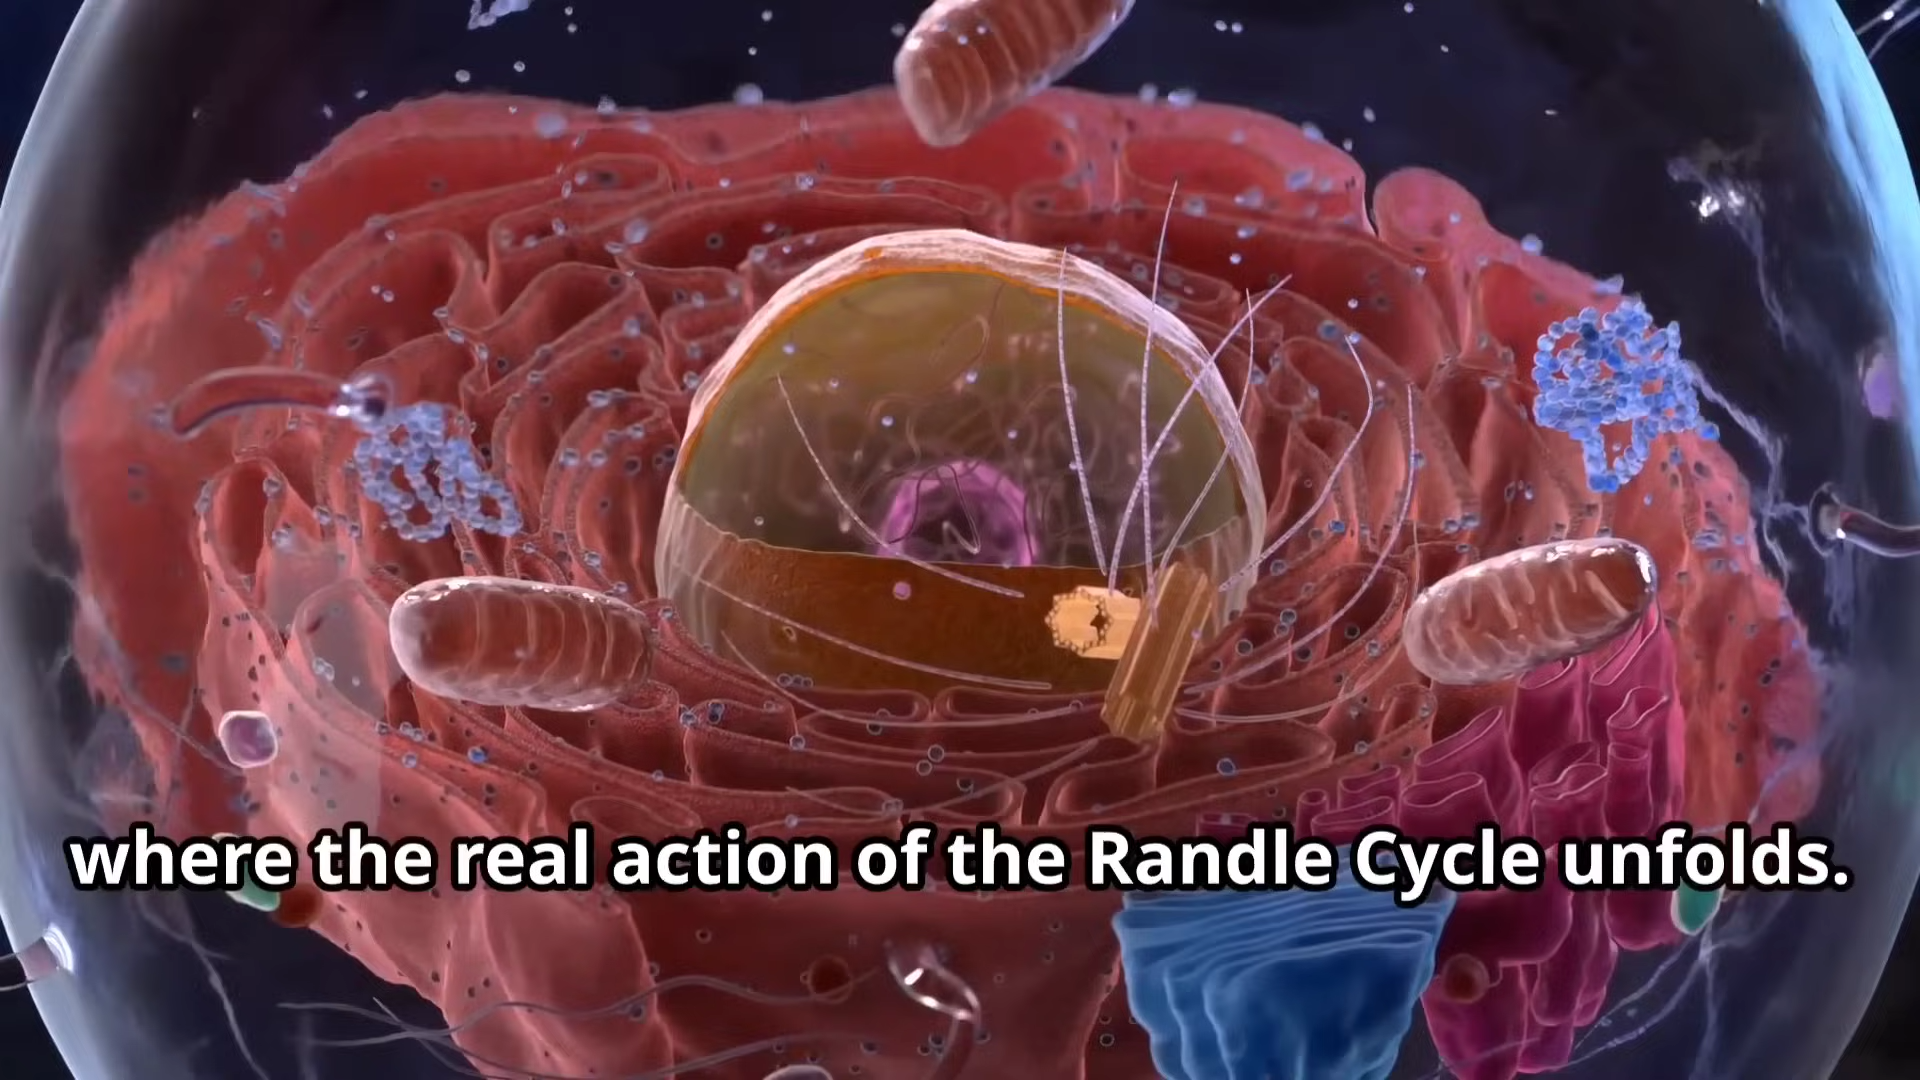 where the real action of the Randle Cycle unfolds.